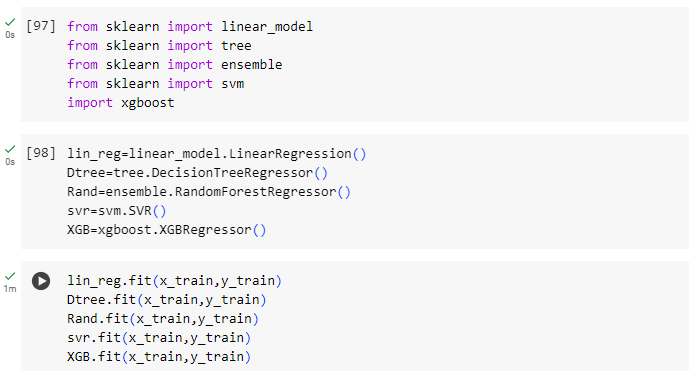 [97] from sklearn import linear_model
from sklearn import tree
from sklearn import ensemble
from sklearn import svm
import xgboost
0s
[98] lin_reg=linear_model.LinearRegression()
Dtree=tree.DecisionTreeRegressor()
Rand=ensemble.RandomForestRegressor()
svr=svm.SVR()
XGB=xgboost.XGBRegressor()
0s
lin_reg.fit(x_train,y_train)
1m
Dtree.fit(x_train,y_train)
Rand.fit(x_train,y_train)
svr.fit(x_train,y_train)
XGB.fit(x_train,y_train)